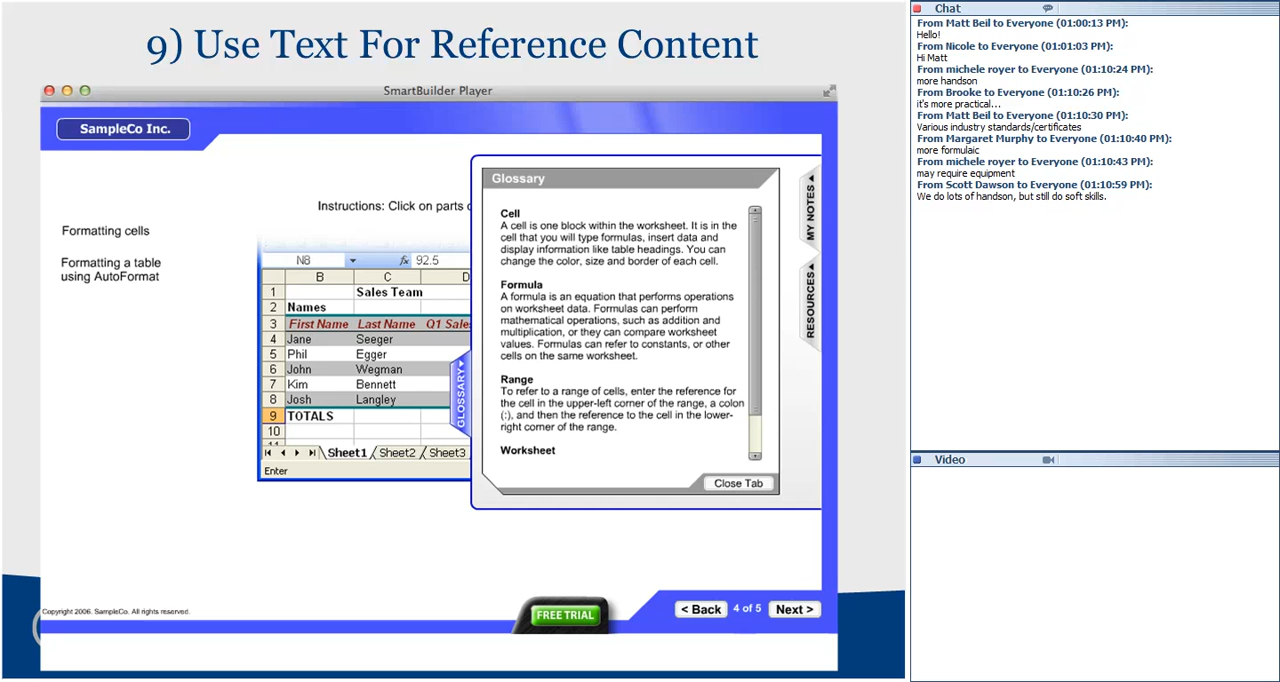 9) Use Text For Reference Content
SmartBuilder Player
SampleCo Inc.
Instructions: Click on parts
Formatting cells
Formatting a table
using AutoFormat
N8 fx 92.5
B C D
1 Sales Team
2 Names
3 First Name Last Name Q1 Sale
4 Jane Seeger
5 Phil Egger
6 John Wegman
7 Kim Bennett
8 Josh Langley
9 TOTALS
10
11
Sheet1 Sheet2 Sheet3
Enter
GLOSSARY
Glossary
Cell
A cell is one block within the worksheet. It is in the
cell that you will type formulas, insert data and
display information like table headings. You can
change the color, size and border of each cell.
Formula
A formula is an equation that performs operations
on worksheet data. Formulas can perform
mathematical operations, such as addition and
multiplication, or they can compare worksheet
values. Formulas can refer to constants, or other
cells on the same worksheet.
Range
To refer to a range of cells, enter the reference for
the cell in the upper-left corner of the range, a colon
(:), and then the reference to the cell in the lower-
right corner of the range.
Worksheet
Close Tab
MY NOTES
RESOURCES
Copyright 2006. SampleCo. All rights reserved.
FREE TRIAL
< Back 4 of 5 Next >
Chat
From Matt Beil to Everyone (01:00:13 PM):
Hello!
From Nicole to Everyone (01:01:03 PM):
Hi Matt
From michele royer to Everyone (01:10:24 PM):
more handson
From Brooke to Everyone (01:10:26 PM):
it's more practical...
From Matt Beil to Everyone (01:10:30 PM):
Various industry standards/certificates
From Margaret Murphy to Everyone (01:10:40 PM):
more formulaic
From michele royer to Everyone (01:10:43 PM):
may require equipment
From Scott Dawson to Everyone (01:10:59 PM):
We do lots of handson, but still do soft skills.
Video